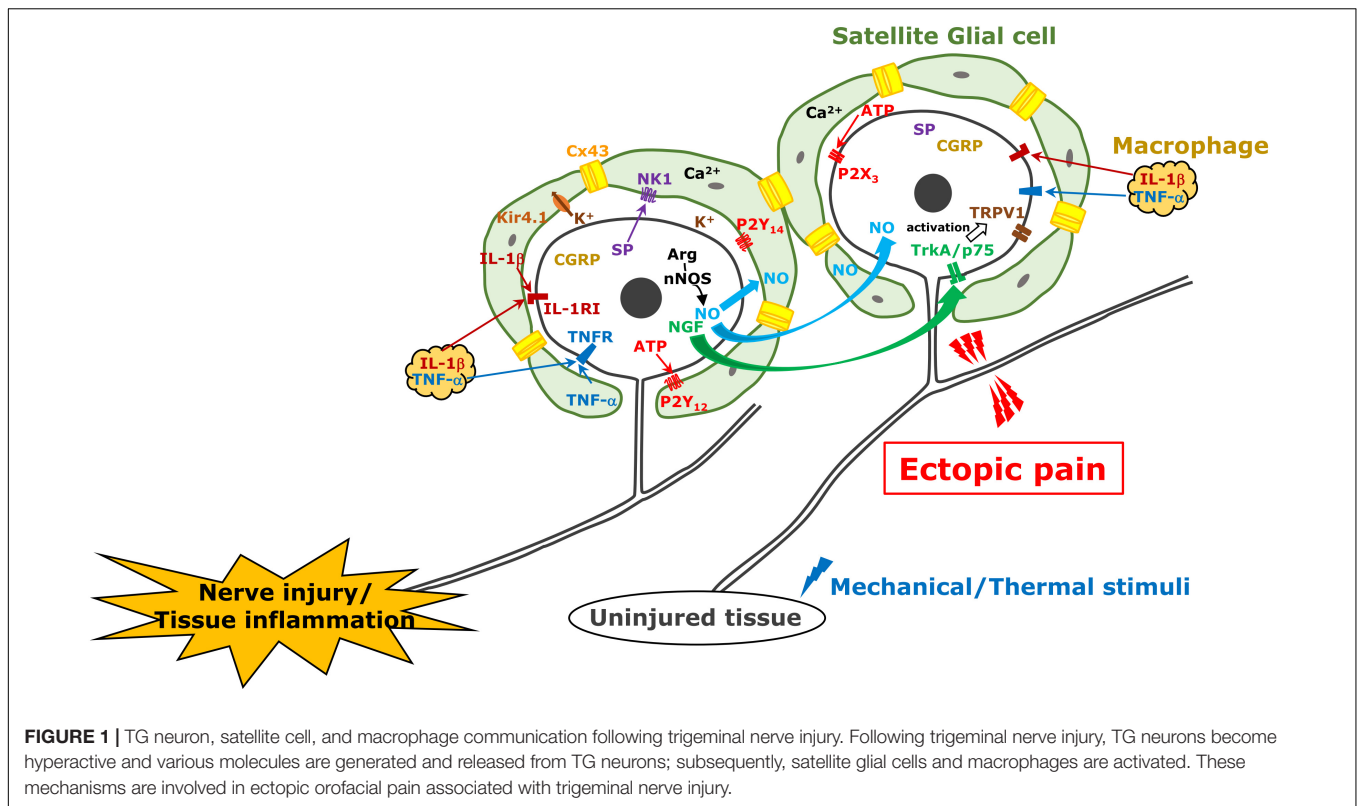 Satellite Glial cell
Ca²⁺
ATP
SP
CGRP
P2X₃
Macrophage
IL-1β
TNF-α
TRPV1
activation
TrkA/p75
NO
NO
Cx43
NK1
Ca²⁺
Kir4.1
K⁺
K⁺
P2Y₁₄
SP
CGRP
Arg
nNOS
NO
NO
NGF
IL-1β
IL-1RI
TNFR
ATP
P2Y₁₂
TNF-α
IL-1β
TNF-α
Ectopic pain
Mechanical/Thermal stimuli
Nerve injury/
Tissue inflammation
Uninjured tissue
FIGURE 1 | TG neuron, satellite cell, and macrophage communication following trigeminal nerve injury. Following trigeminal nerve injury, TG neurons become
hyperactive and various molecules are generated and released from TG neurons; subsequently, satellite glial cells and macrophages are activated. These
mechanisms are involved in ectopic orofacial pain associated with trigeminal nerve injury.